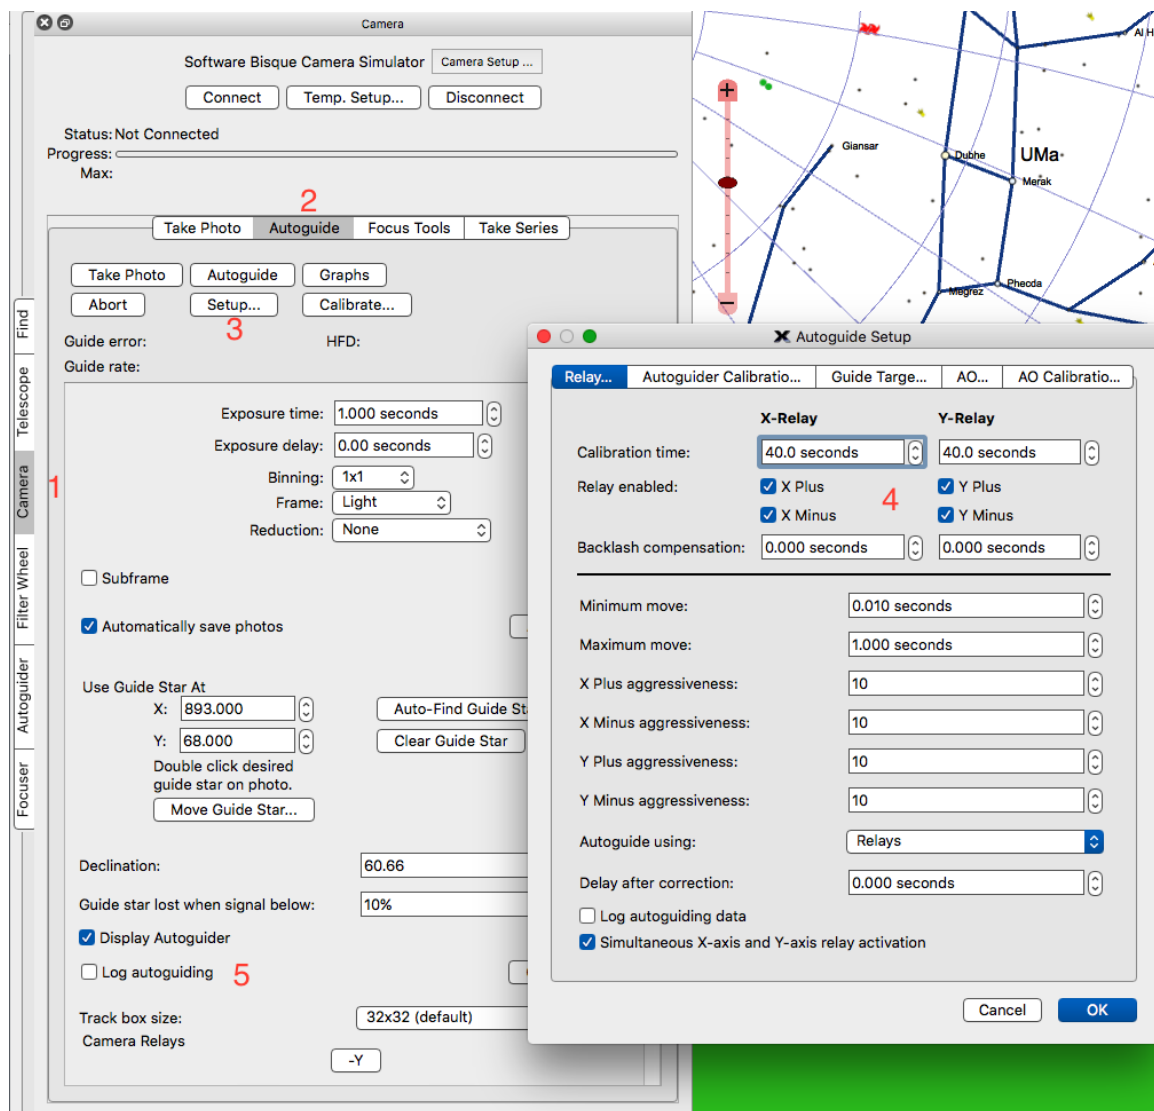 Camera
Software Bisque Camera Simulator Camera Setup ...
Connect Temp. Setup... Disconnect
Status: Not Connected
Progress:
Max:
2
Take Photo Autoguide Focus Tools Take Series
Take Photo Autoguide Graphs
Abort Setup... Calibrate...
3
Guide error: HFD:
Guide rate:
Exposure time: 1.000 seconds
Exposure delay: 0.00 seconds
Binning: 1x1
Frame: Light
Reduction: None
Subframe
Automatically save photos
Use Guide Star At
X: 893.000 Auto-Find Guide St
Y: 68.000 Clear Guide Star
Double click desired
guide star on photo.
Move Guide Star...
Declination: 60.66
Guide star lost when signal below: 10%
Display Autoguider
Log autoguiding 5
Track box size: 32x32 (default)
Camera Relays
-Y
Find
Telescope
Camera
1
Filter Wheel
Autoguider
Focuser
Al H
Giansar
Dubhe
UMa
Merak
Phecda
Megrez
+
−
X Autoguide Setup
Relay... Autoguider Calibratio... Guide Targe... AO... AO Calibratio...
X-Relay Y-Relay
Calibration time: 40.0 seconds 40.0 seconds
Relay enabled: X Plus Y Plus
4
X Minus Y Minus
Backlash compensation: 0.000 seconds 0.000 seconds
Minimum move: 0.010 seconds
Maximum move: 1.000 seconds
X Plus aggressiveness: 10
X Minus aggressiveness: 10
Y Plus aggressiveness: 10
Y Minus aggressiveness: 10
Autoguide using: Relays
Delay after correction: 0.000 seconds
Log autoguiding data
Simultaneous X-axis and Y-axis relay activation
Cancel OK